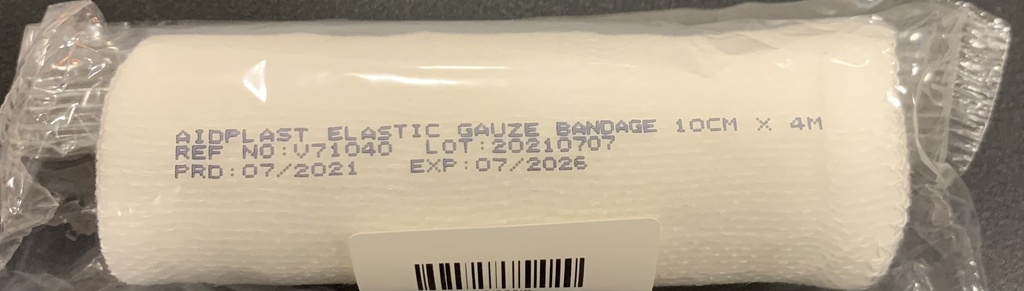 AIDPLAST ELASTIC GAUZE BANDAGE 10CM X 4M
REF NO:V71040 LOT:20210707
PRD:07/2021 EXP:07/2026